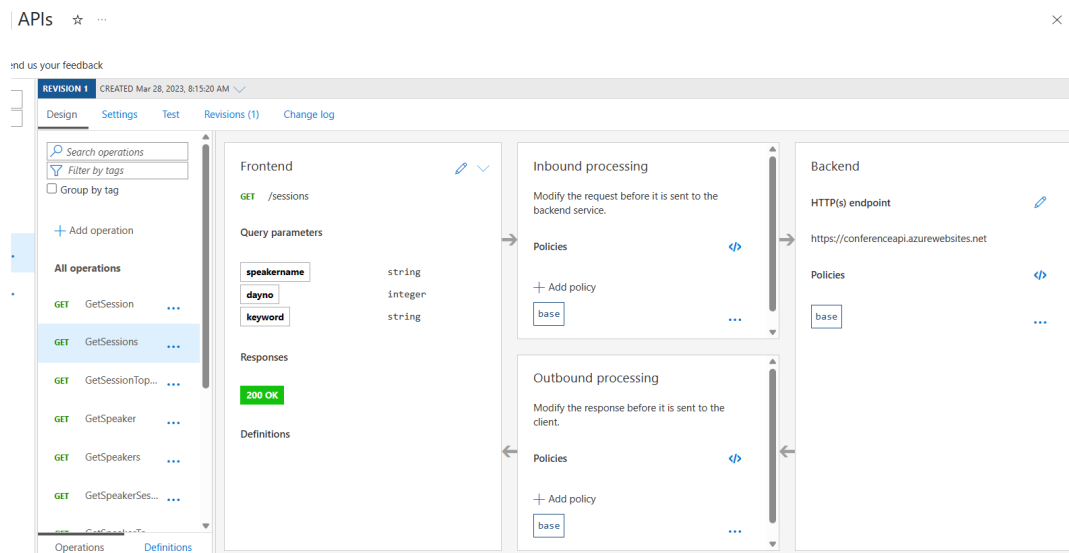 APIs
end us your feedback
REVISION 1 CREATED Mar 28, 2023, 8:15:20 AM
Design Settings Test Revisions (1) Change log
Search operations
Filter by tags
Group by tag
Add operation
All operations
GET GetSession ...
GET GetSessions ...
GET GetSessionTop... ...
GET GetSpeaker ...
GET GetSpeakers ...
GET GetSpeakerSes... ...
Operations Definitions
Frontend
GET /sessions
Query parameters
speakername string
dayno integer
keyword string
Responses
200 OK
Definitions
Inbound processing
Modify the request before it is sent to the
backend service.
Policies </>
Add policy
base ...
Outbound processing
Modify the response before it is sent to the
client.
Policies </>
Add policy
base ...
Backend
HTTP(s) endpoint
https://conferenceapi.azurewebsites.net
Policies </>
base ...